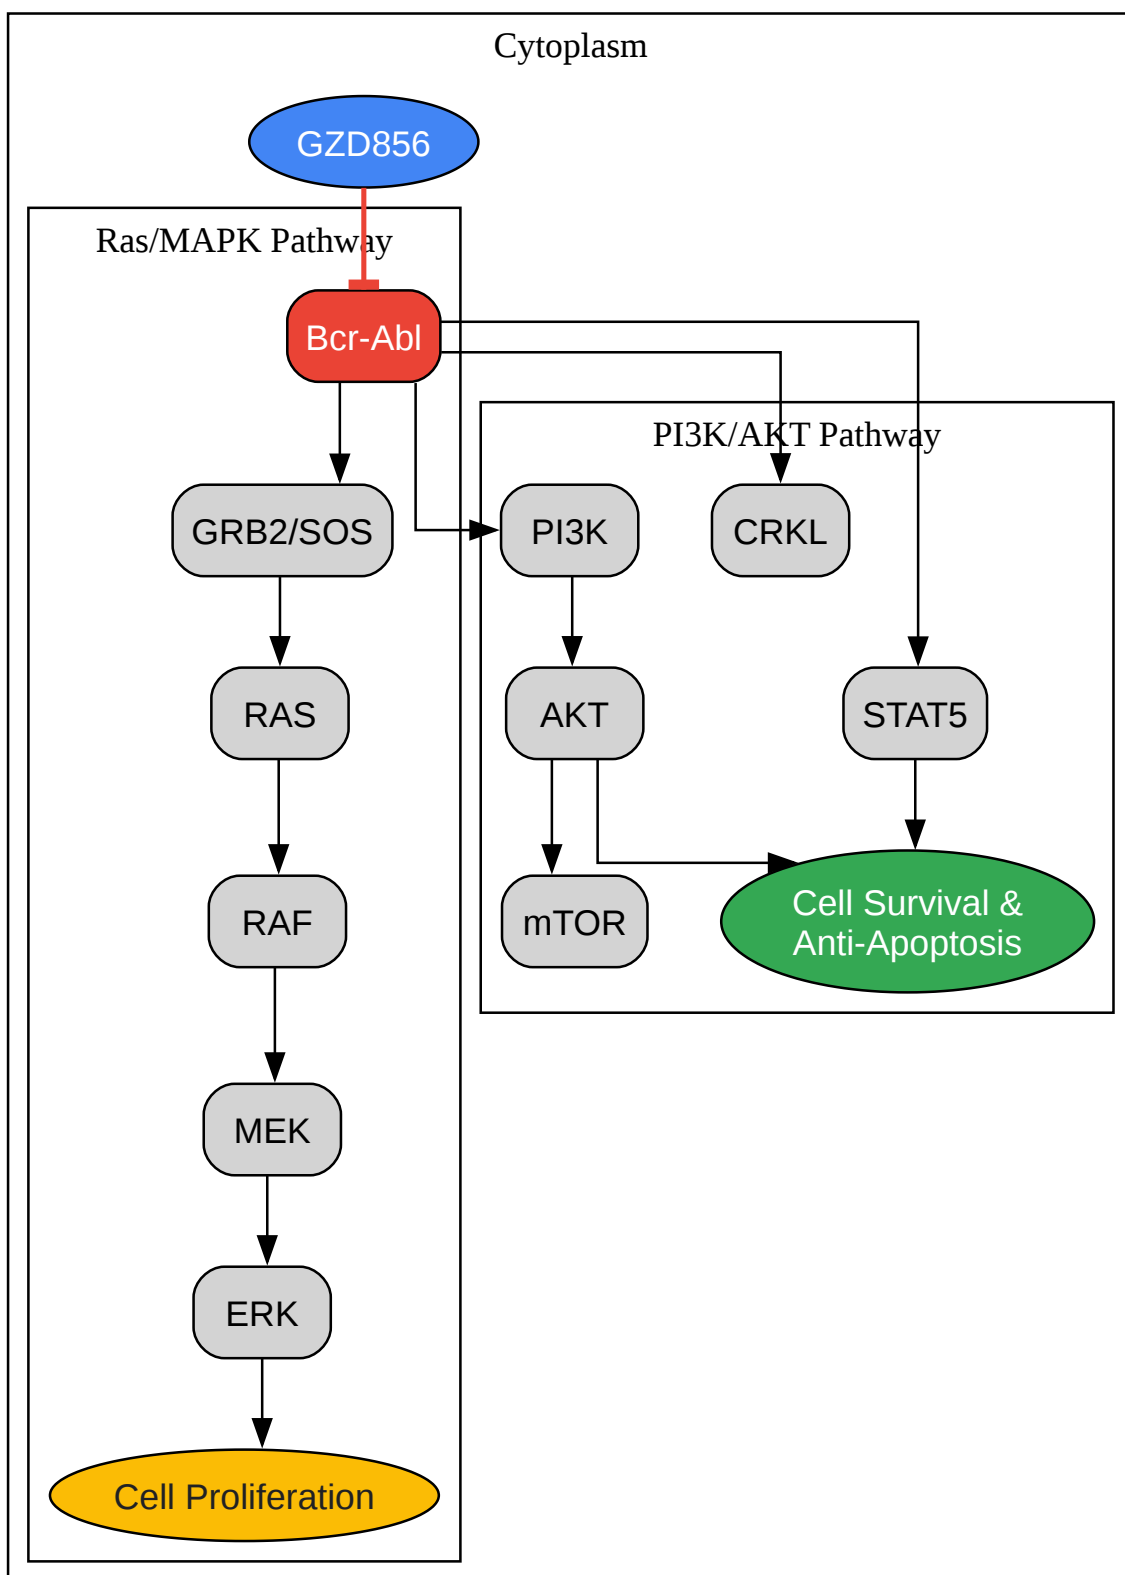 Cytoplasm
GZD856
Ras/MAPK Pathway
Bcr-Abl
PI3K/AKT Pathway
GRB2/SOS
PI3K
CRKL
RAS
AKT
STAT5
RAF
mTOR
Cell Survival &
Anti-Apoptosis
MEK
ERK
Cell Proliferation